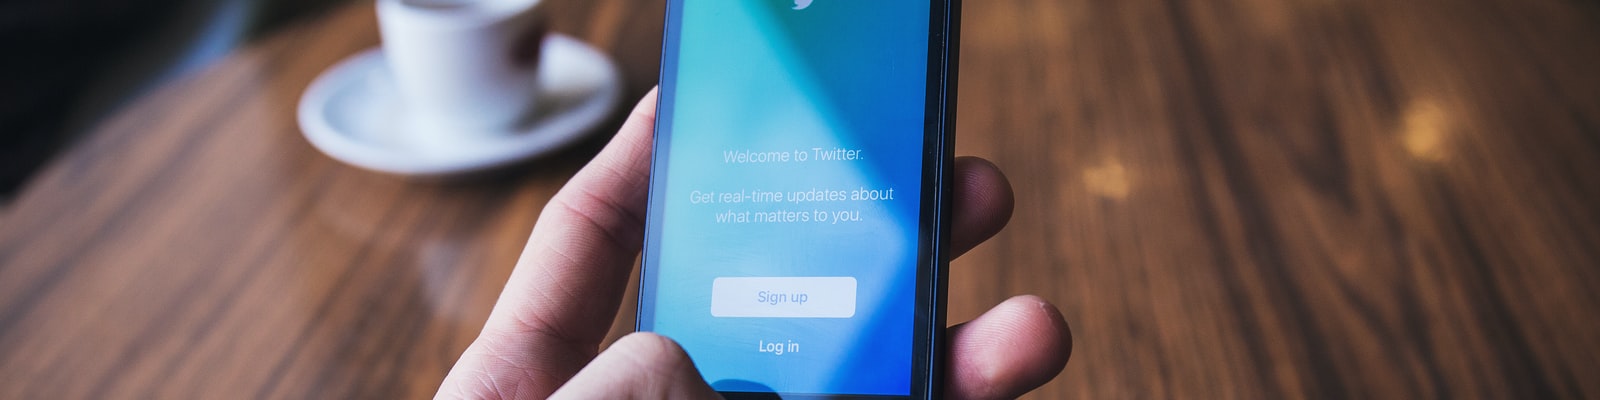 Welcome to Twitter.
Get real-time updates about
what matters to you.
Sign up
Log in